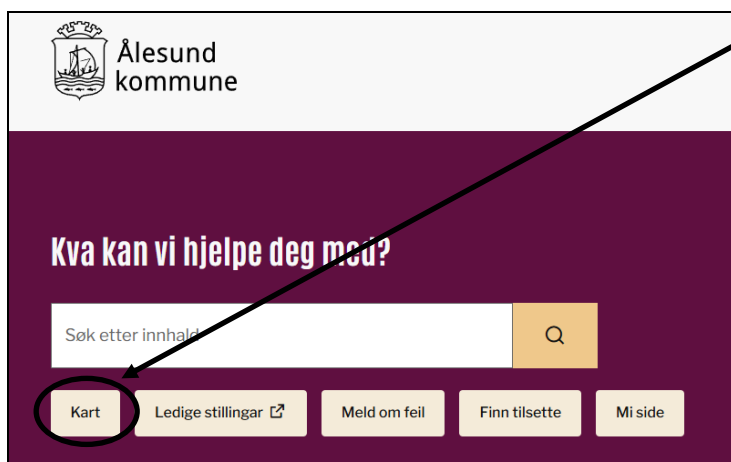 Ålesund
kommune
Kva kan vi hjelpe deg med?
Søk etter innhald
Kart
Ledige stillingar
Meld om feil
Finn tilsette
Mi side